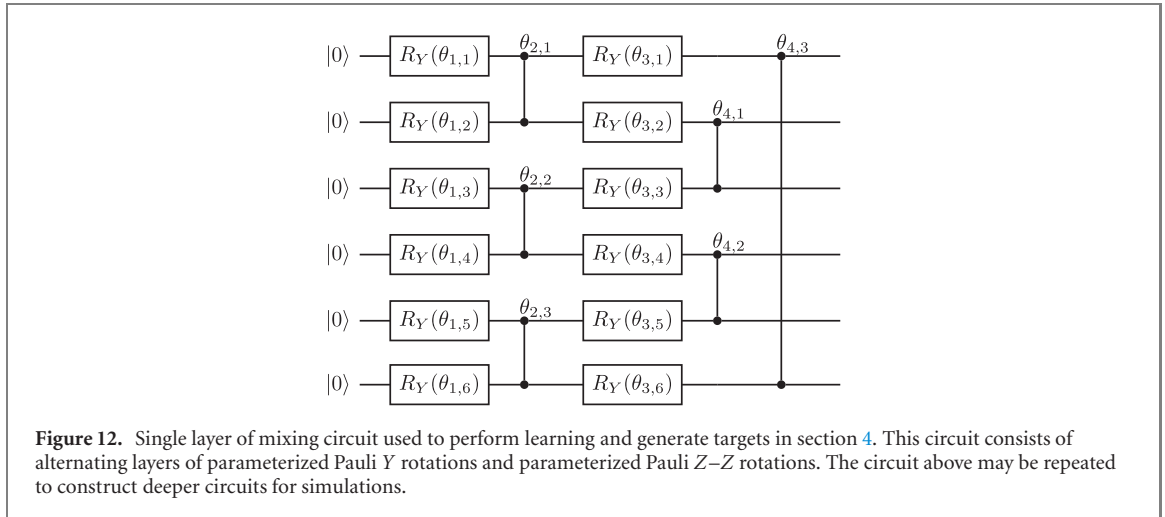 |0⟩ R_Y(θ_{1,1}) θ_{2,1} R_Y(θ_{3,1}) θ_{4,3}
|0⟩ R_Y(θ_{1,2}) R_Y(θ_{3,2}) θ_{4,1}
|0⟩ R_Y(θ_{1,3}) θ_{2,2} R_Y(θ_{3,3})
|0⟩ R_Y(θ_{1,4}) R_Y(θ_{3,4}) θ_{4,2}
|0⟩ R_Y(θ_{1,5}) θ_{2,3} R_Y(θ_{3,5})
|0⟩ R_Y(θ_{1,6}) R_Y(θ_{3,6})
Figure 12. Single layer of mixing circuit used to perform learning and generate targets in section 4. This circuit consists of
alternating layers of parameterized Pauli Y rotations and parameterized Pauli Z–Z rotations. The circuit above may be repeated
to construct deeper circuits for simulations.